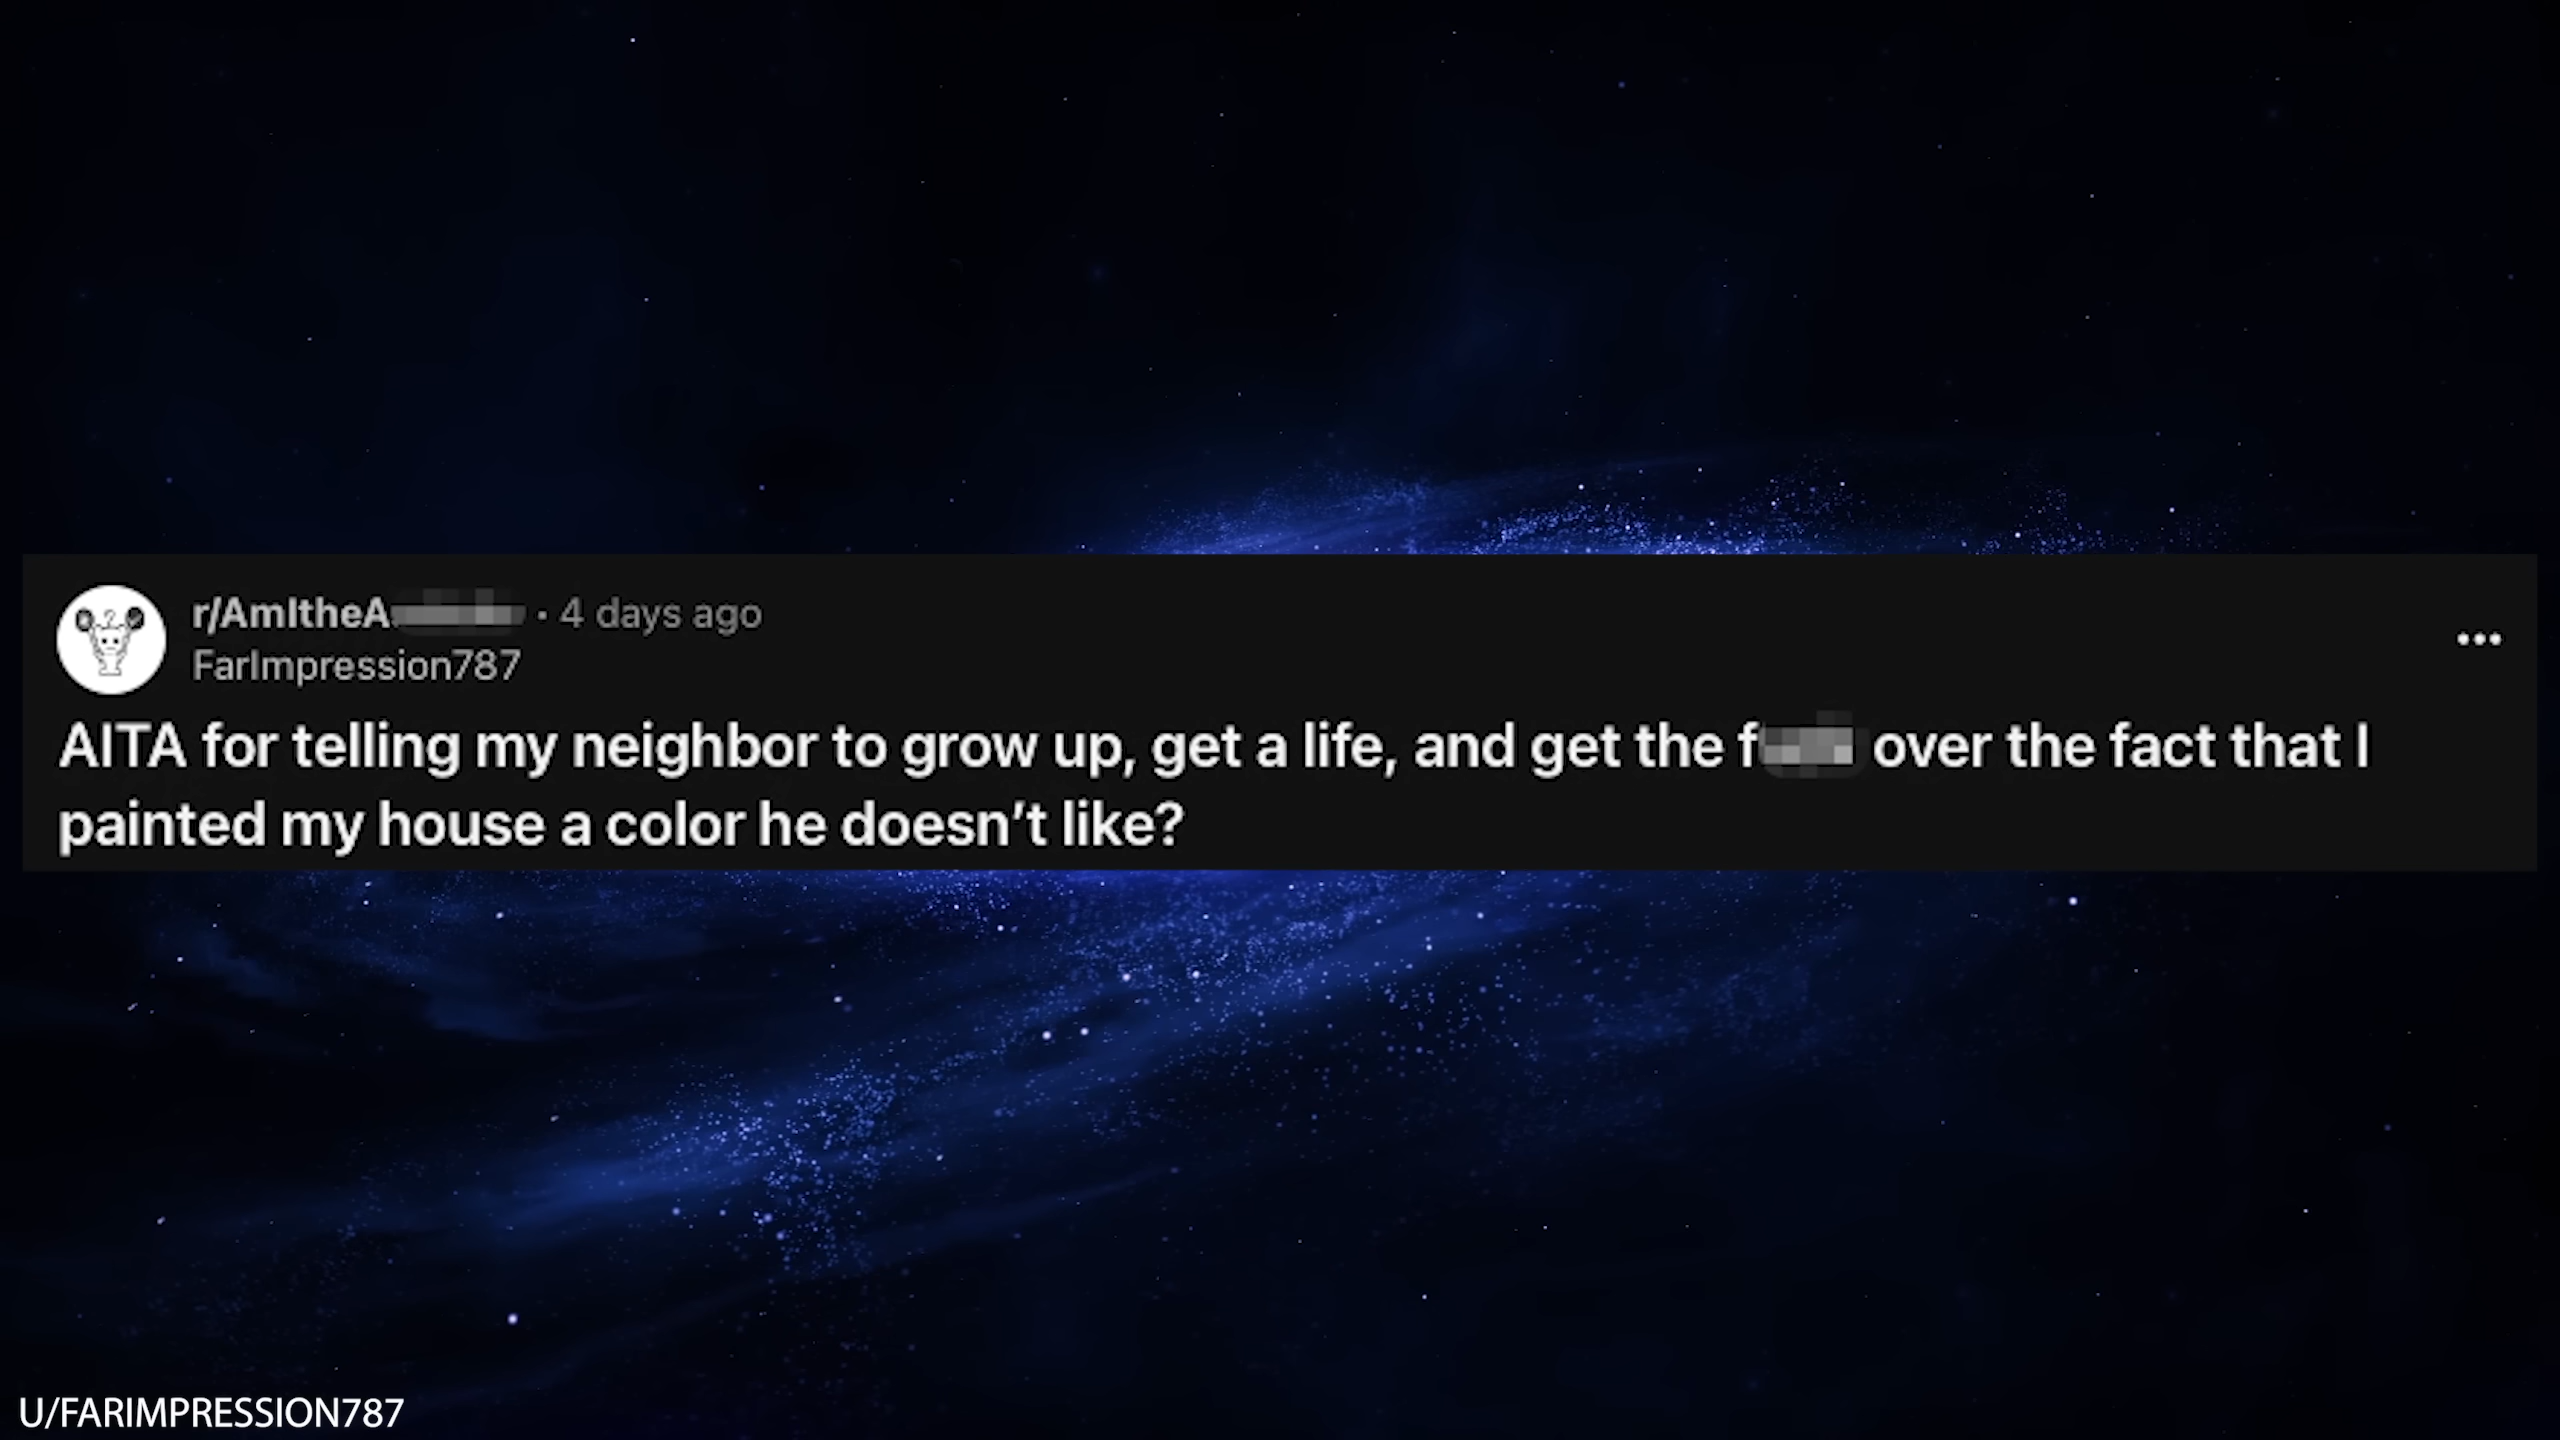 r/AmItheA • 4 days ago
FarImpression787
AITA for telling my neighbor to grow up, get a life, and get the f over the fact that I
painted my house a color he doesn't like?
U/FARIMPRESSION787